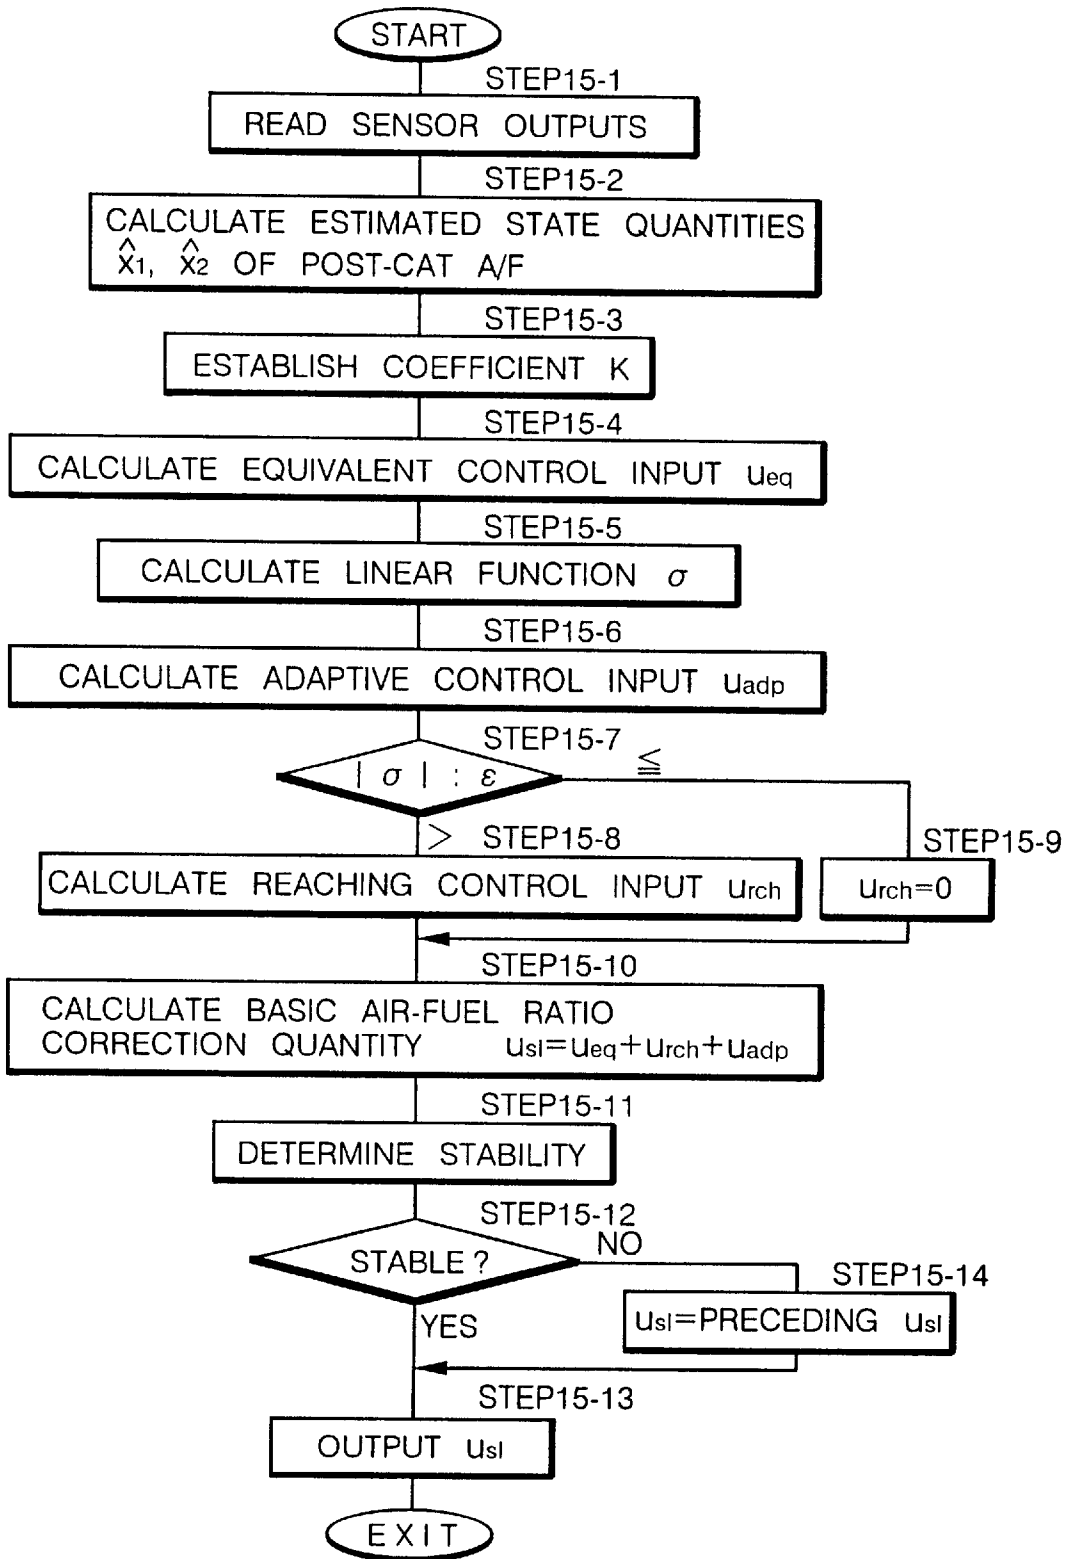 START
STEP15-1
READ SENSOR OUTPUTS
STEP15-2
CALCULATE ESTIMATED STATE QUANTITIES
x̂1, x̂2 OF POST-CAT A/F
STEP15-3
ESTABLISH COEFFICIENT K
STEP15-4
CALCULATE EQUIVALENT CONTROL INPUT ueq
STEP15-5
CALCULATE LINEAR FUNCTION σ
STEP15-6
CALCULATE ADAPTIVE CONTROL INPUT uadp
STEP15-7
| σ | : ε
≦
> STEP15-8
STEP15-9
CALCULATE REACHING CONTROL INPUT urch
urch=0
STEP15-10
CALCULATE BASIC AIR-FUEL RATIO
CORRECTION QUANTITY usl=ueq+urch+uadp
STEP15-11
DETERMINE STABILITY
STEP15-12
STABLE?
NO
STEP15-14
YES
usl=PRECEDING usl
STEP15-13
OUTPUT usl
EXIT